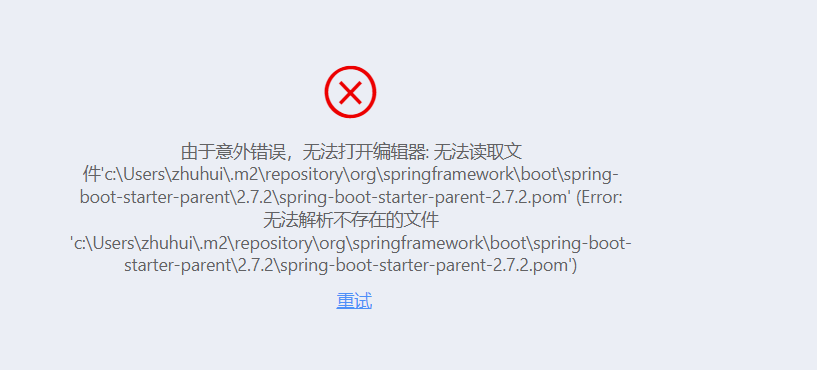 由于意外错误，无法打开编辑器: 无法读取文
件'c:\Users\zhuhui\.m2\repository\org\springframework\boot\spring-
boot-starter-parent\2.7.2\spring-boot-starter-parent-2.7.2.pom' (Error:
无法解析不存在的文件
'c:\Users\zhuhui\.m2\repository\org\springframework\boot\spring-boot-
starter-parent\2.7.2\spring-boot-starter-parent-2.7.2.pom')
重试